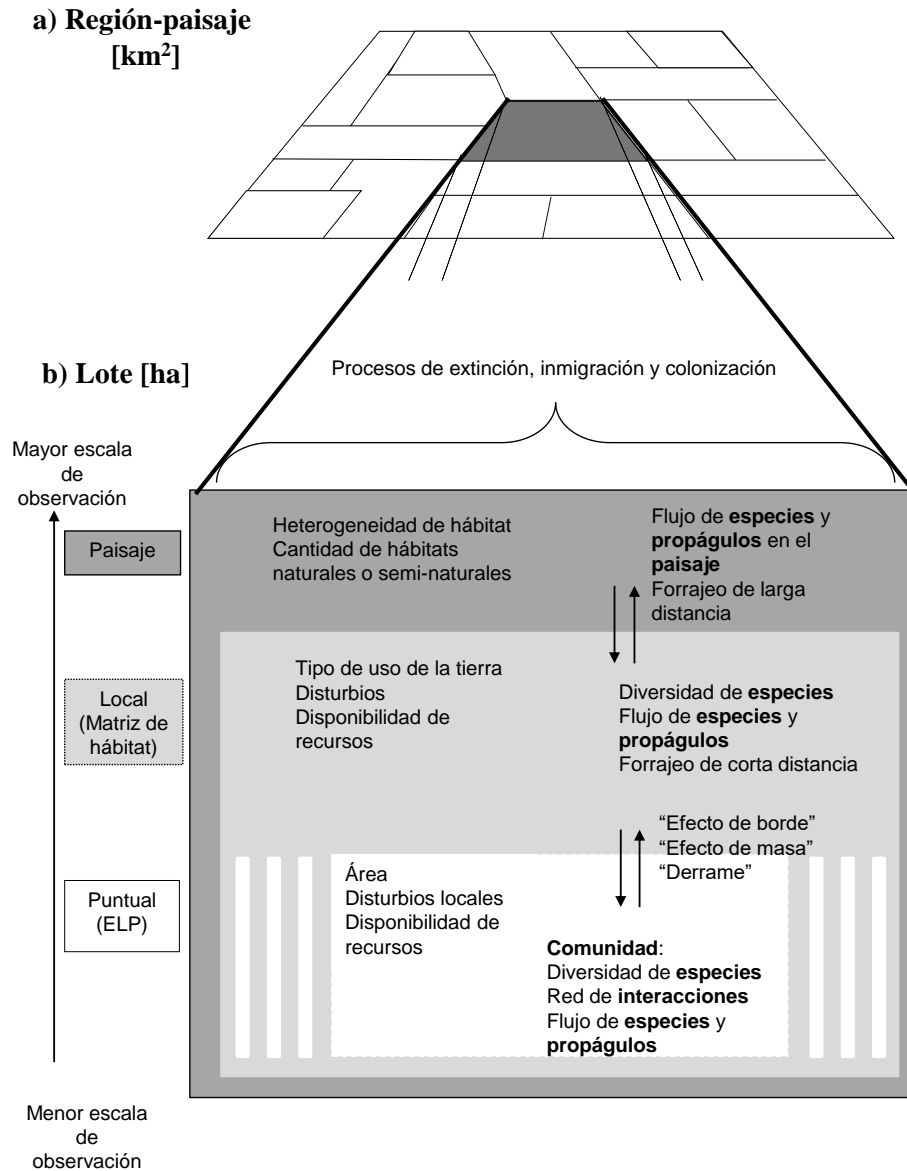 a) Región-paisaje
[km²]
Procesos de extinción, inmigración y colonización
b) Lote [ha]
Mayor escala
de
observación
Paisaje
Heterogeneidad de hábitat
Cantidad de hábitats
naturales o semi-naturales
Flujo de especies y
propágulos en el
paisaje
Forrajeo de larga
distancia
Local
(Matriz de
hábitat)
Tipo de uso de la tierra
Disturbios
Disponibilidad de
recursos
Diversidad de especies
Flujo de especies y
propágulos
Forrajeo de corta distancia
“Efecto de borde”
“Efecto de masa”
“Derrame”
Puntual
(ELP)
Área
Disturbios locales
Disponibilidad de
recursos
Comunidad:
Diversidad de especies
Red de interacciones
Flujo de especies y
propágulos
Menor escala
de
observación